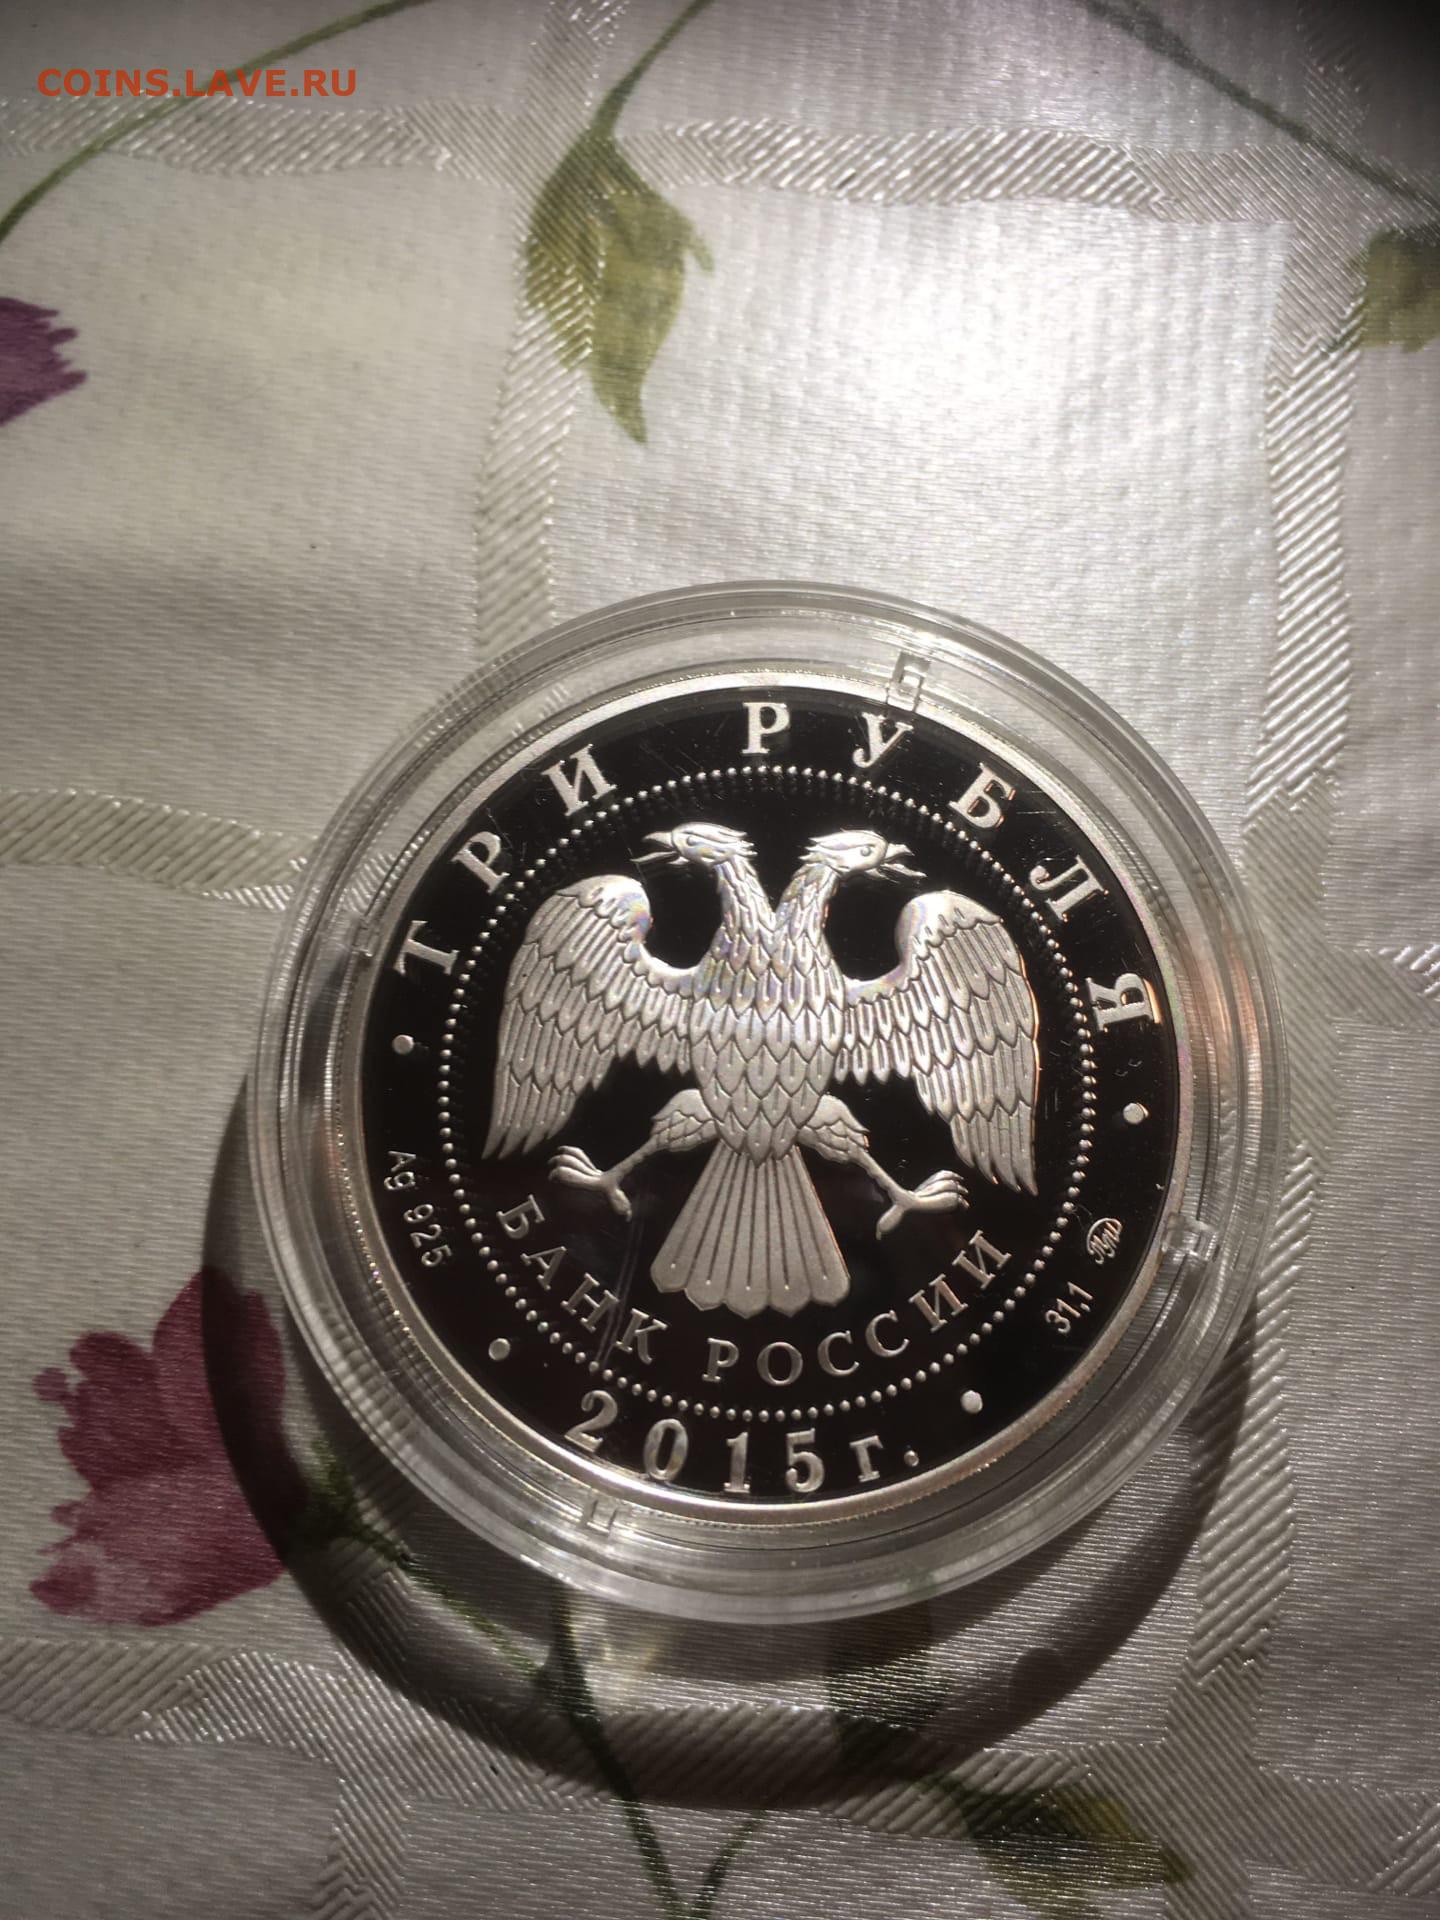 COINS.LAVE.RU
ТРИ РУБЛЯ
БАНК РОССИИ
Ag 925
31,1
2015г.